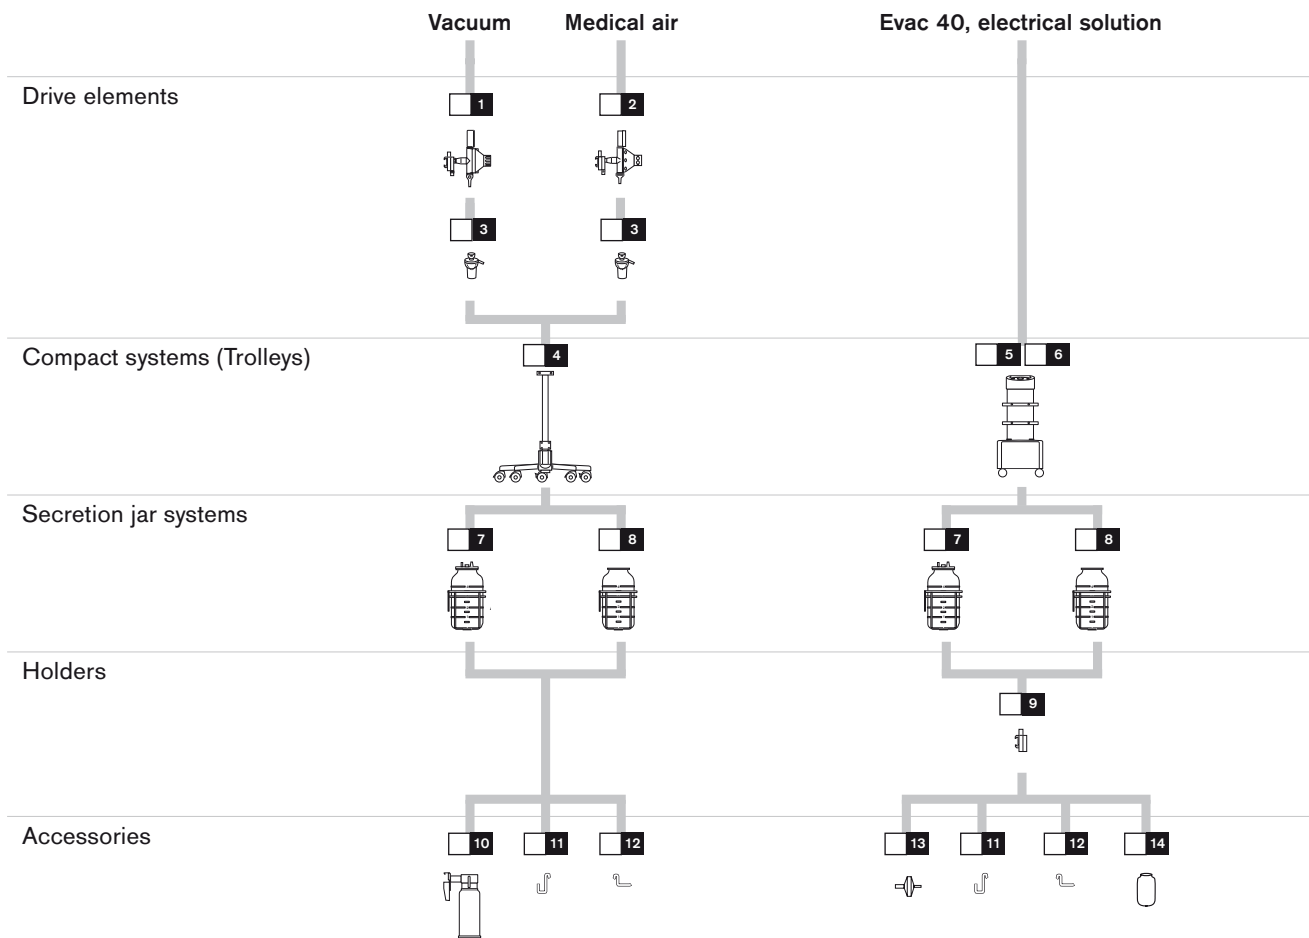 Vacuum Medical air Evac 40, electrical solution
Drive elements
1 2
3 3
Compact systems (Trolleys)
4 5 6
Secretion jar systems
7 8 7 8
Holders
9
Accessories
10 11 12 13 11 12 14